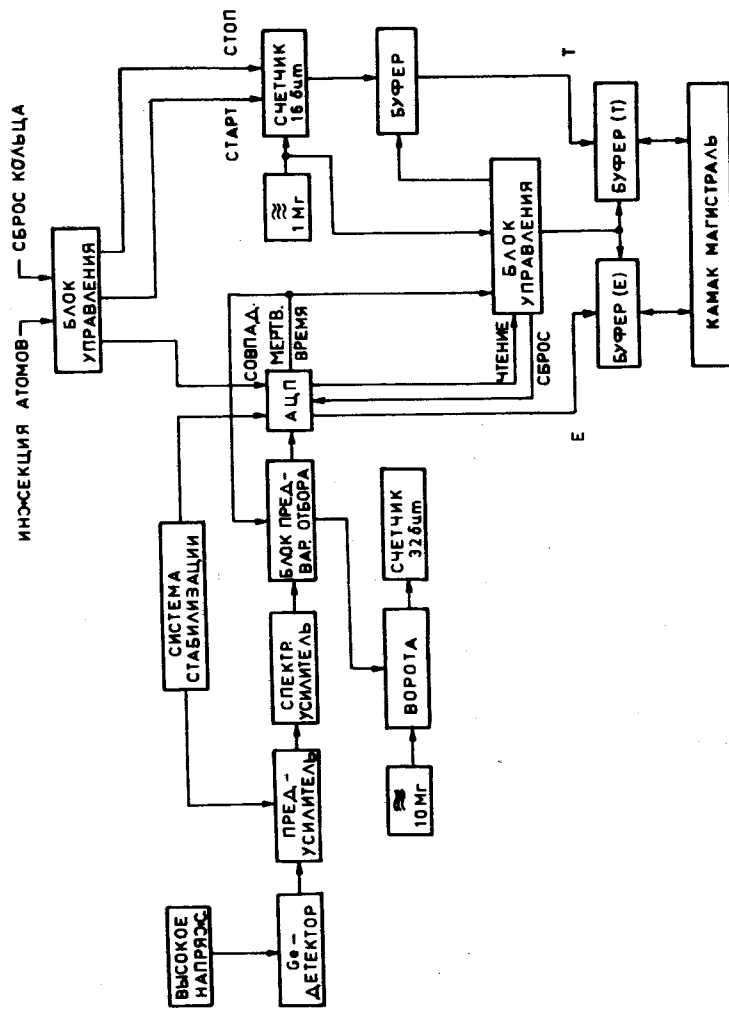 ИНЖЕКЦИЯ АТОМОВ
СБРОС КОЛЬЦА
БЛОК
УПРАВЛЕНИЯ
СИСТЕМА
СТАБИЛИЗАЦИИ
СТАРТ
СТОП
ВЫСОКОЕ
НАПРЯЖ.
Ge –
ДЕТЕКТОР
ПРЕД-
УСИЛИТЕЛЬ
СПЕКТР.
УСИЛИТЕЛЬ
БЛОК ПРЕД-
ВАР. ОТБОРА
АЦП
СОВПАД.
МЕРТВ.
ВРЕМЯ
1 Мг
СЧЕТЧИК
16 бит
БУФЕР
10 Мг
ВОРОТА
СЧЕТЧИК
32 бит
ЧТЕНИЕ
СБРОС
БЛОК
УПРАВЛЕНИЯ
E
T
БУФЕР (E)
БУФЕР (T)
КАМАК МАГИСТРАЛЬ